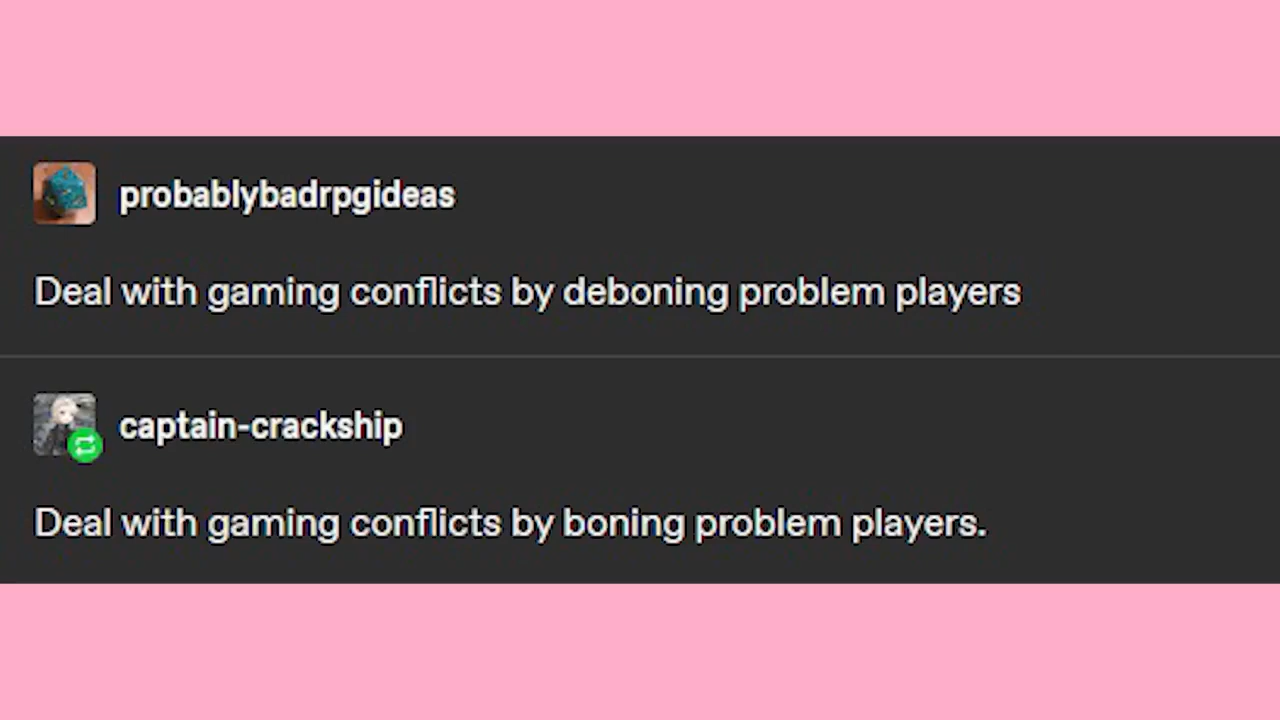 probablybadrpgideas
Deal with gaming conflicts by deboning problem players
captain-crackship
Deal with gaming conflicts by boning problem players.